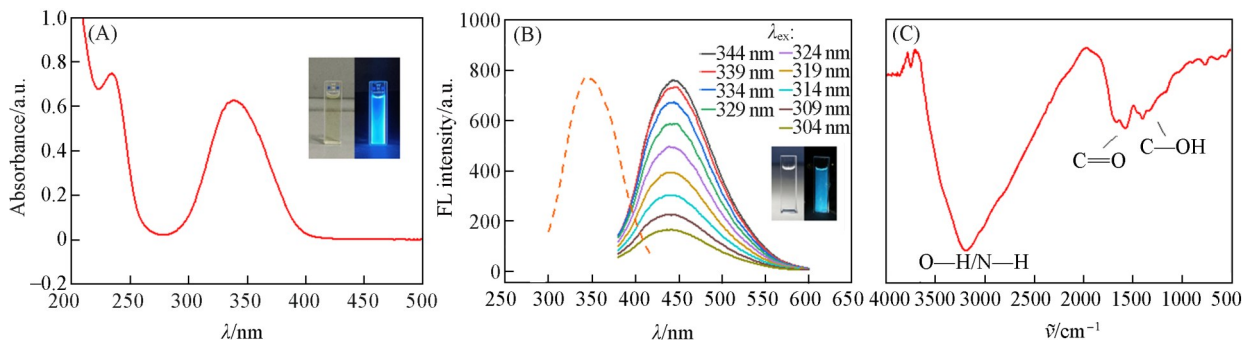 (A)
1.0
0.8
0.6
0.4
0.2
0
−0.2
Absorbance/a.u.
200 250 300 350 400 450 500
λ/nm
(B)
1000
800
600
400
200
0
FL intensity/a.u.
λex:
344 nm 324 nm
339 nm 319 nm
334 nm 314 nm
329 nm 309 nm
304 nm
250 300 350 400 450 500 550 600 650
λ/nm
(C)
C=O
C—OH
O—H/N—H
4000 3500 3000 2500 2000 1500 1000 500
ṽ/cm⁻¹